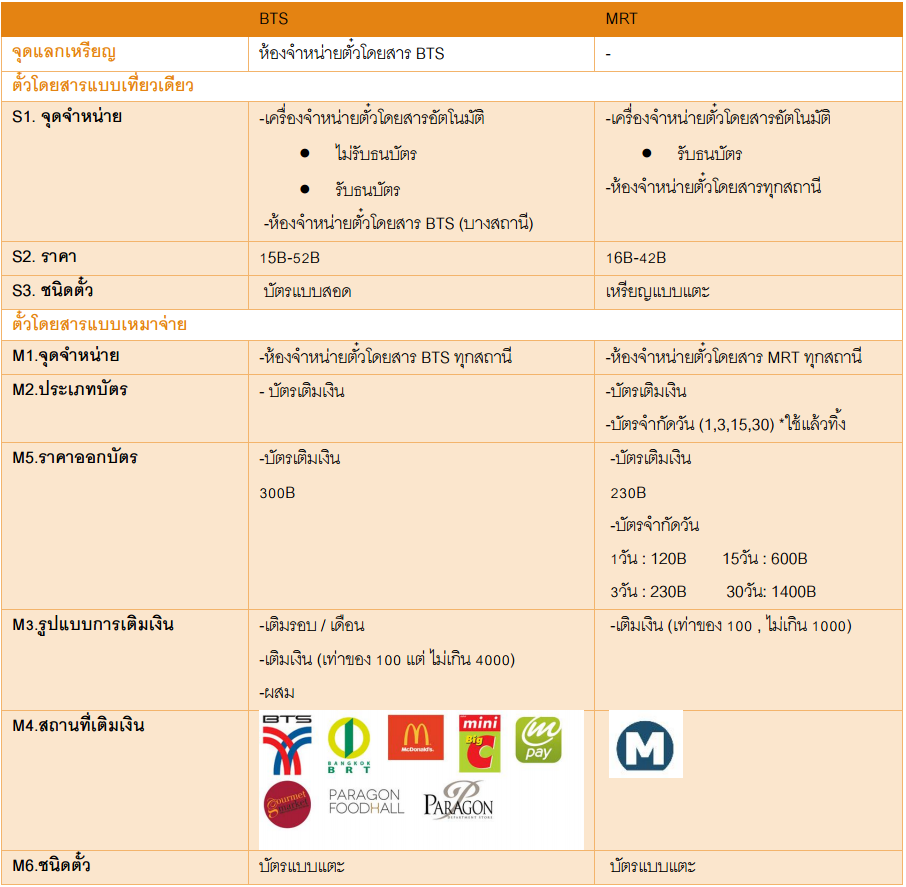 BTS MRT
จุดแลกเหรียญ ห้องจำหน่ายตั๋วโดยสาร BTS -
ตั๋วโดยสารแบบเที่ยวเดียว
S1. จุดจำหน่าย -เครื่องจำหน่ายตั๋วโดยสารอัตโนมัติ -เครื่องจำหน่ายตั๋วโดยสารอัตโนมัติ
● ไม่รับธนบัตร ● รับธนบัตร
● รับธนบัตร -ห้องจำหน่ายตั๋วโดยสารทุกสถานี
-ห้องจำหน่ายตั๋วโดยสาร BTS (บางสถานี)
S2. ราคา 15B-52B 16B-42B
S3. ชนิดตั๋ว บัตรแบบสอด เหรียญแบบแตะ
ตั๋วโดยสารแบบเหมาจ่าย
M1.จุดจำหน่าย -ห้องจำหน่ายตั๋วโดยสาร BTS ทุกสถานี -ห้องจำหน่ายตั๋วโดยสาร MRT ทุกสถานี
M2.ประเภทบัตร - บัตรเติมเงิน -บัตรเติมเงิน
-บัตรจำกัดวัน (1,3,15,30) *ใช้แล้วทิ้ง
M5.ราคาออกบัตร -บัตรเติมเงิน -บัตรเติมเงิน
300B 230B
-บัตรจำกัดวัน
1วัน : 120B 15วัน : 600B
3วัน : 230B 30วัน: 1400B
M3.รูปแบบการเติมเงิน -เติมรอบ / เดือน -เติมเงิน (เท่าของ 100 , ไม่เกิน 1000)
-เติมเงิน (เท่าของ 100 แต่ ไม่เกิน 4000)
-ผสม
M4.สถานที่เติมเงิน BTS BANGKOK BRT McDonald's. mini Big C m pay M
Gourmet market PARAGON FOODHALL PARAGON DEPARTMENT STORE
M6.ชนิดตั๋ว บัตรแบบแตะ บัตรแบบแตะ